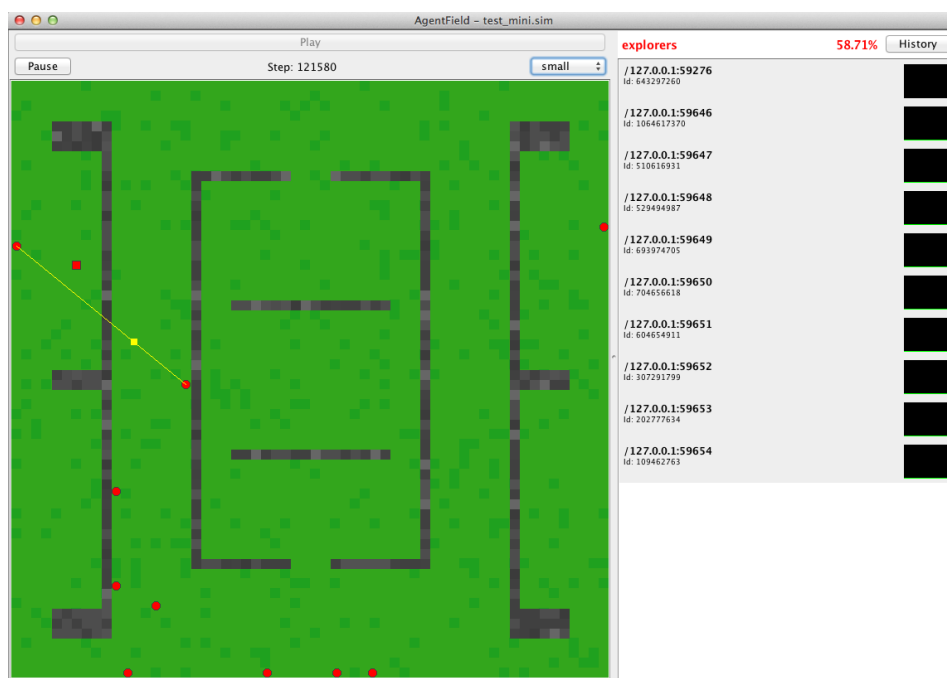 AgentField – test_mini.sim
Play
Pause
Step: 121580
small
explorers
58.71%
History
/127.0.0.1:59276
Id: 643297260
/127.0.0.1:59646
Id: 1064617370
/127.0.0.1:59647
Id: 510616931
/127.0.0.1:59648
Id: 529494987
/127.0.0.1:59649
Id: 693974705
/127.0.0.1:59650
Id: 704656618
/127.0.0.1:59651
Id: 604654911
/127.0.0.1:59652
Id: 307291799
/127.0.0.1:59653
Id: 202777634
/127.0.0.1:59654
Id: 109462763